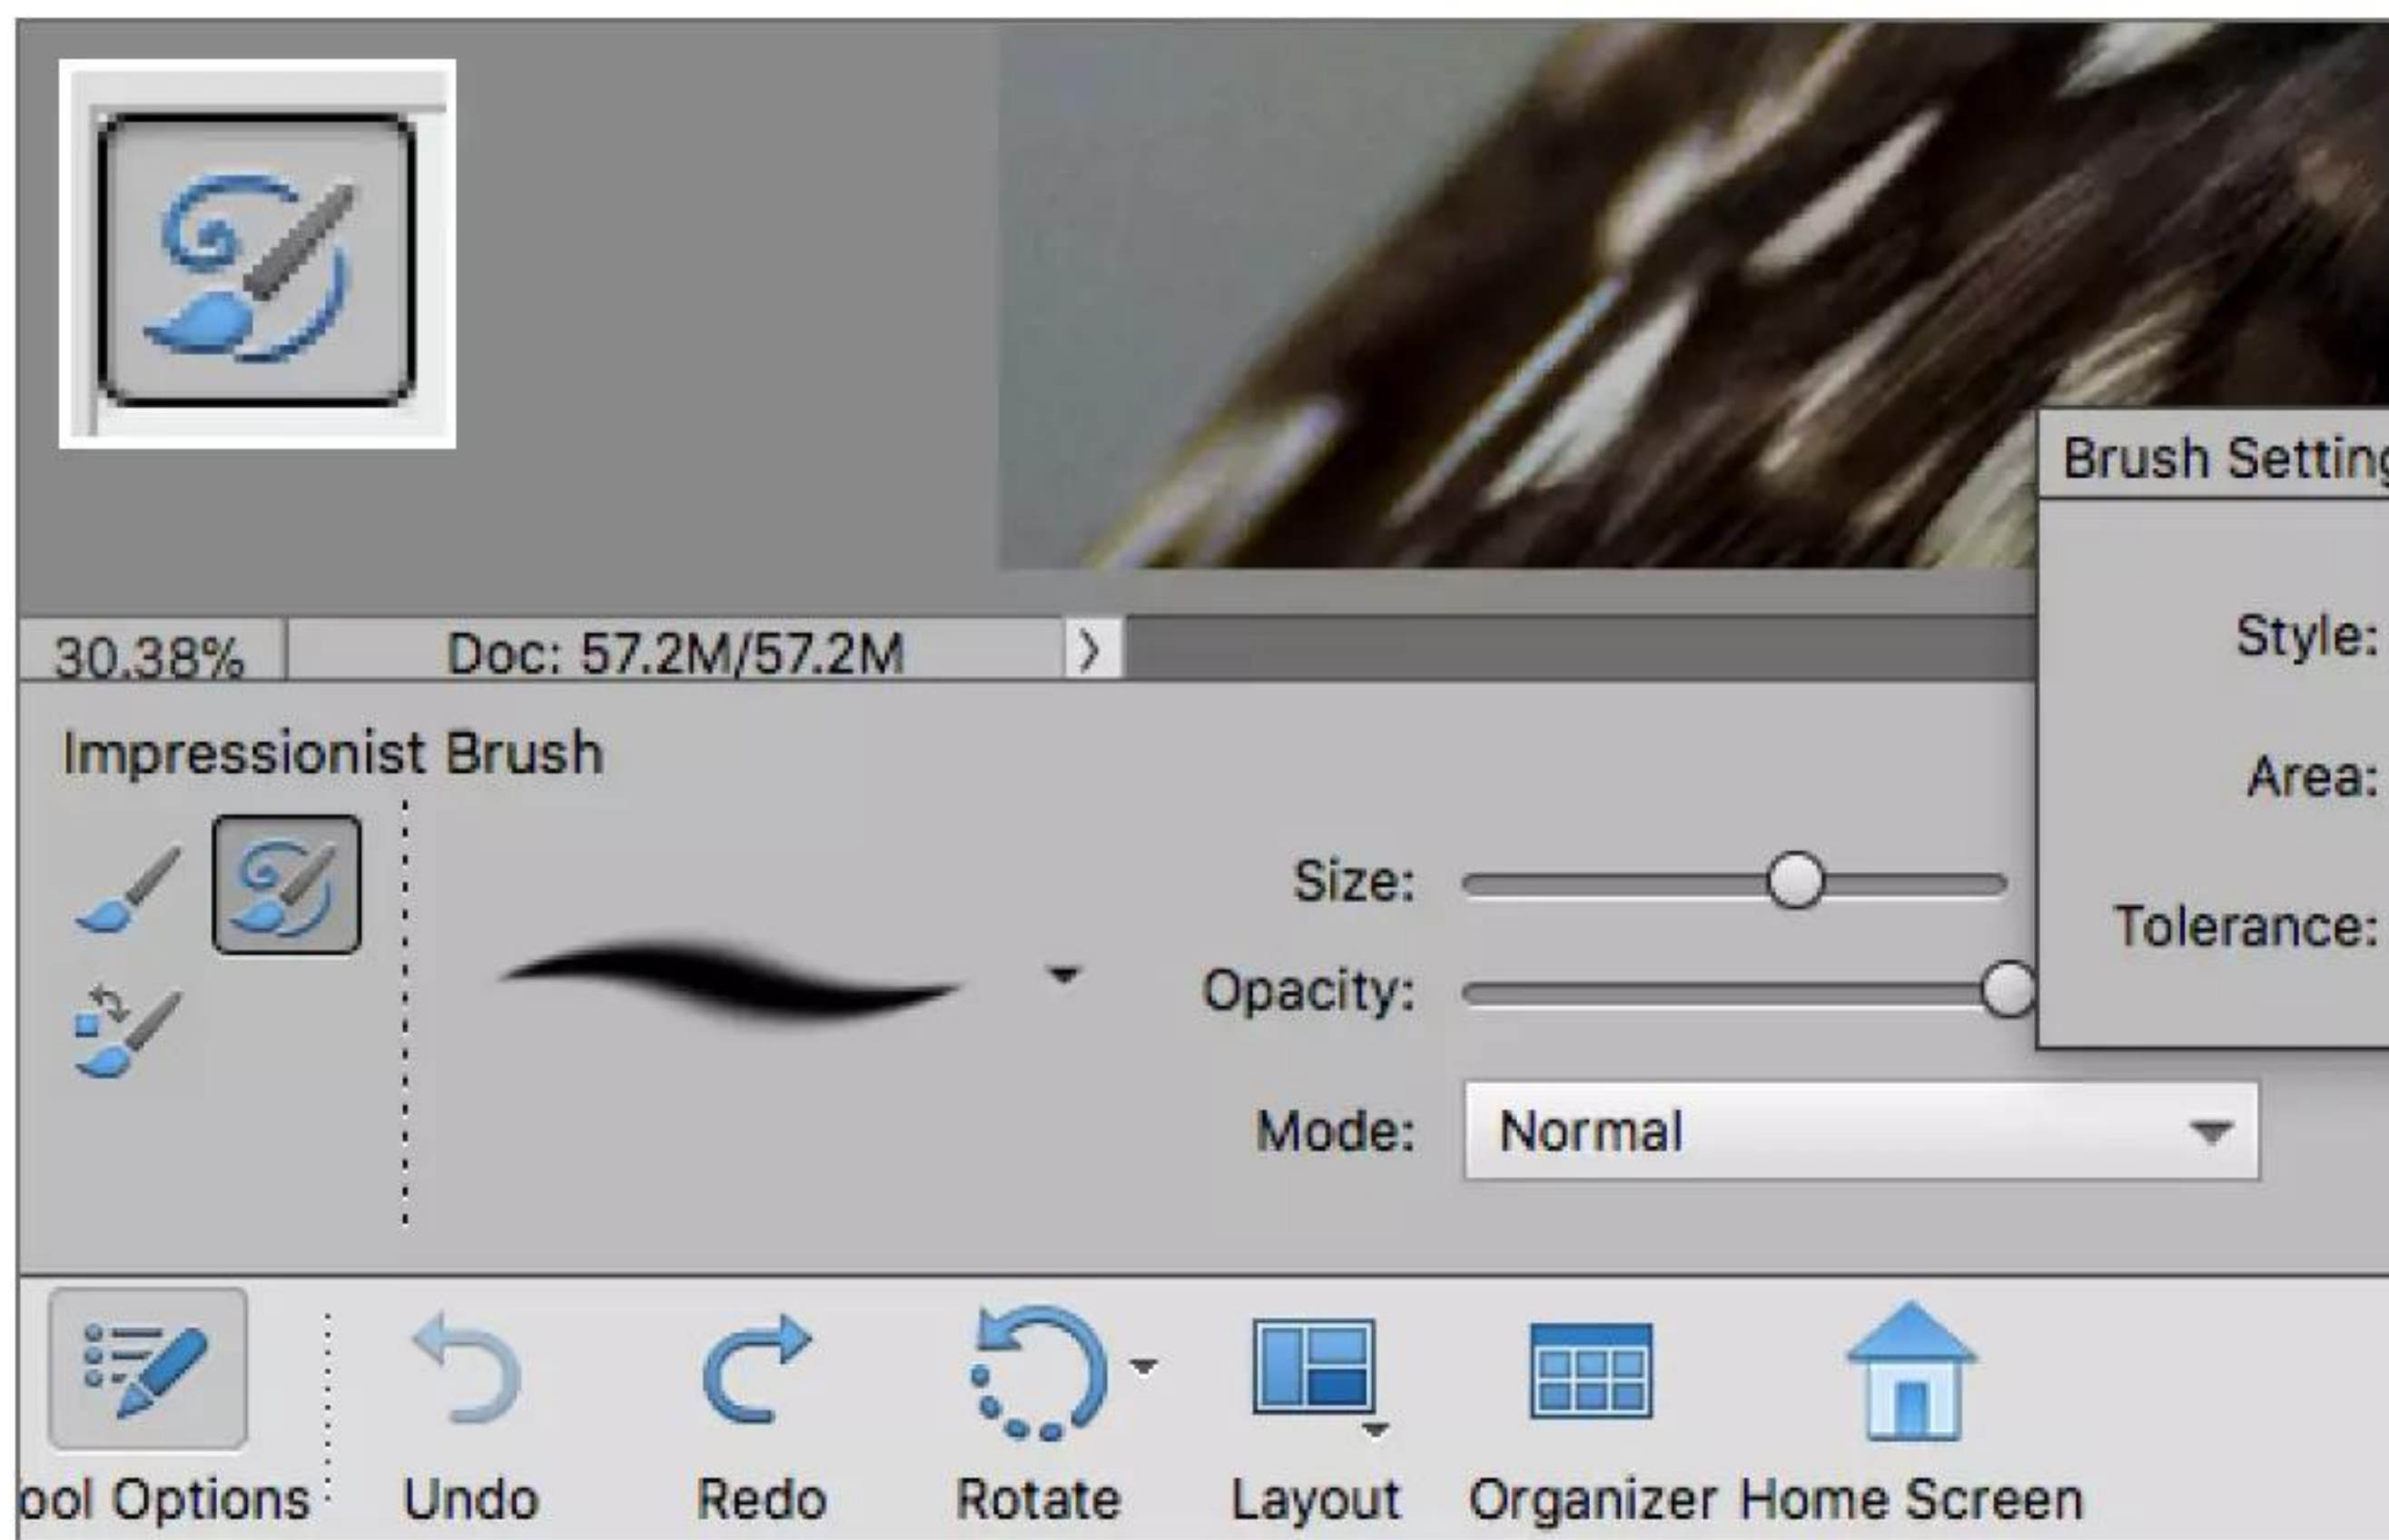 Brush Setting
30.38%
Doc: 57.2M/57.2M
Style:
Impressionist Brush
Area:
Size:
Tolerance:
Opacity:
Mode: Normal
ool Options
Undo
Redo
Rotate
Layout
Organizer
Home Screen